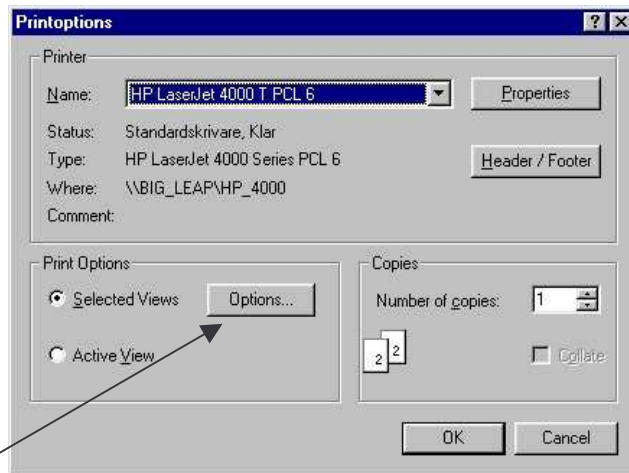 Printoptions
Printer
Name: HP LaserJet 4000 T PCL 6 Properties
Status: Standardskrivare, Klar
Type: HP LaserJet 4000 Series PCL 6 Header / Footer
Where: \\BIG_LEAP\HP_4000
Comment:
Print Options
Selected Views Options...
Active View
Copies
Number of copies: 1
2 2
Collate
OK Cancel